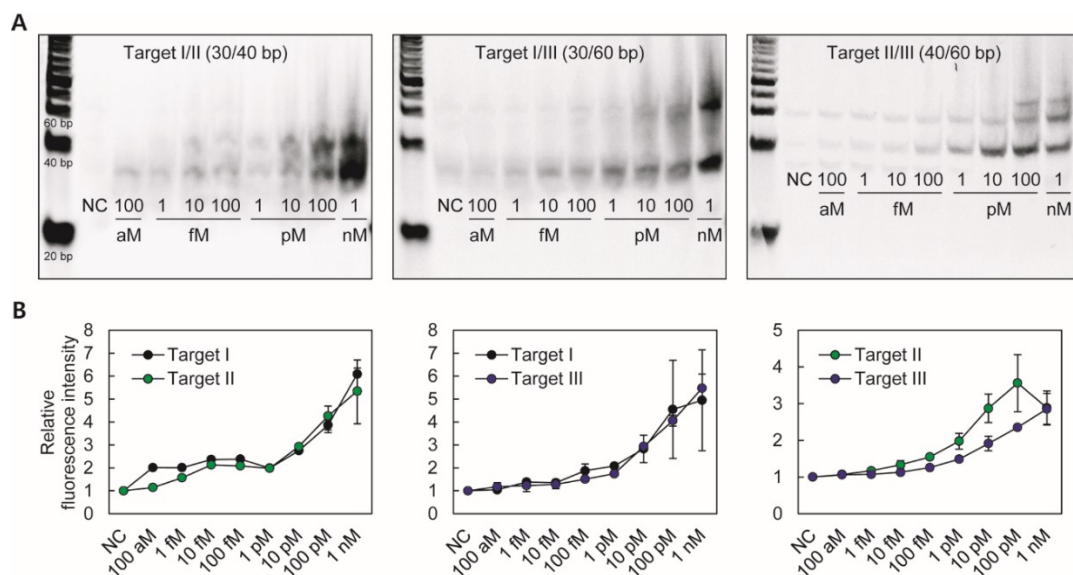 A
Target I/II (30/40 bp)
60 bp
40 bp
20 bp
NC 100 1 10 100 1 10 100 1
aM fM pM nM
Target I/III (30/60 bp)
NC 100 1 10 100 1 10 100 1
aM fM pM nM
Target II/III (40/60 bp)
NC 100 1 10 100 1 10 100 1
aM fM pM nM
B
Relative
fluorescence intensity
8
7
6
5
4
3
2
1
0
Target I
Target II
NC 100 aM 1 fM 10 fM 100 fM 1 pM 10 pM 100 pM 1 nM
8
7
6
5
4
3
2
1
0
Target I
Target III
NC 100 aM 1 fM 10 fM 100 fM 1 pM 10 pM 100 pM 1 nM
5
4
3
2
1
0
Target II
Target III
NC 100 aM 1 fM 10 fM 100 fM 1 pM 10 pM 100 pM 1 nM